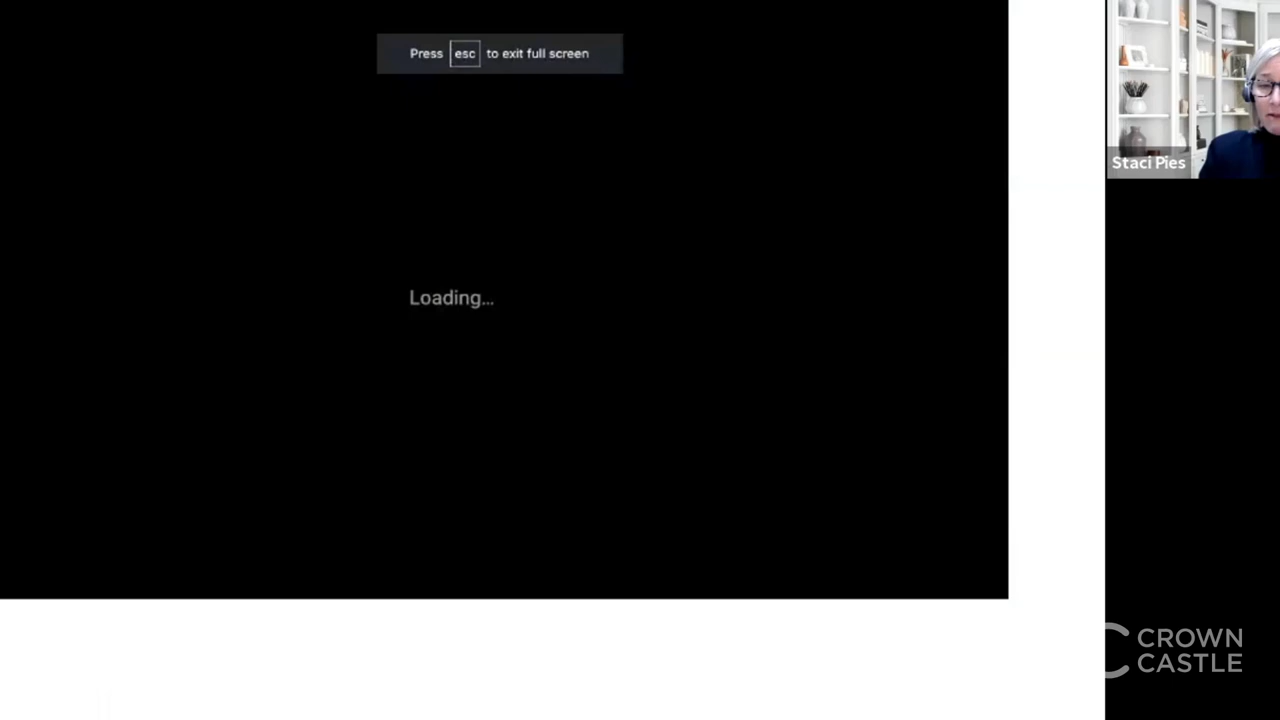 Press esc to exit full screen
Staci Pies
Loading...
CROWN
CASTLE